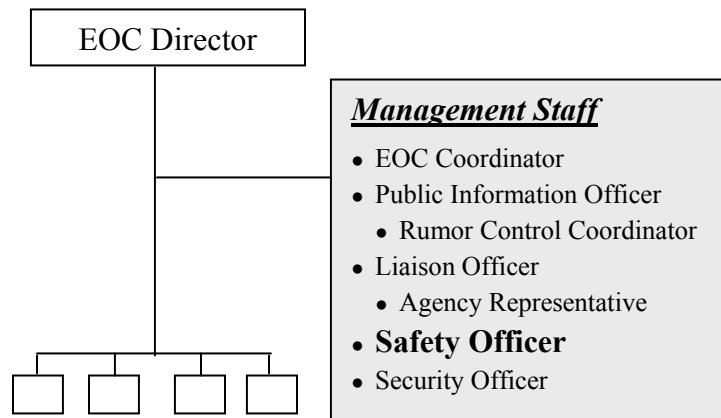 EOC Director
Management Staff
• EOC Coordinator
• Public Information Officer
• Rumor Control Coordinator
• Liaison Officer
• Agency Representative
• Safety Officer
• Security Officer